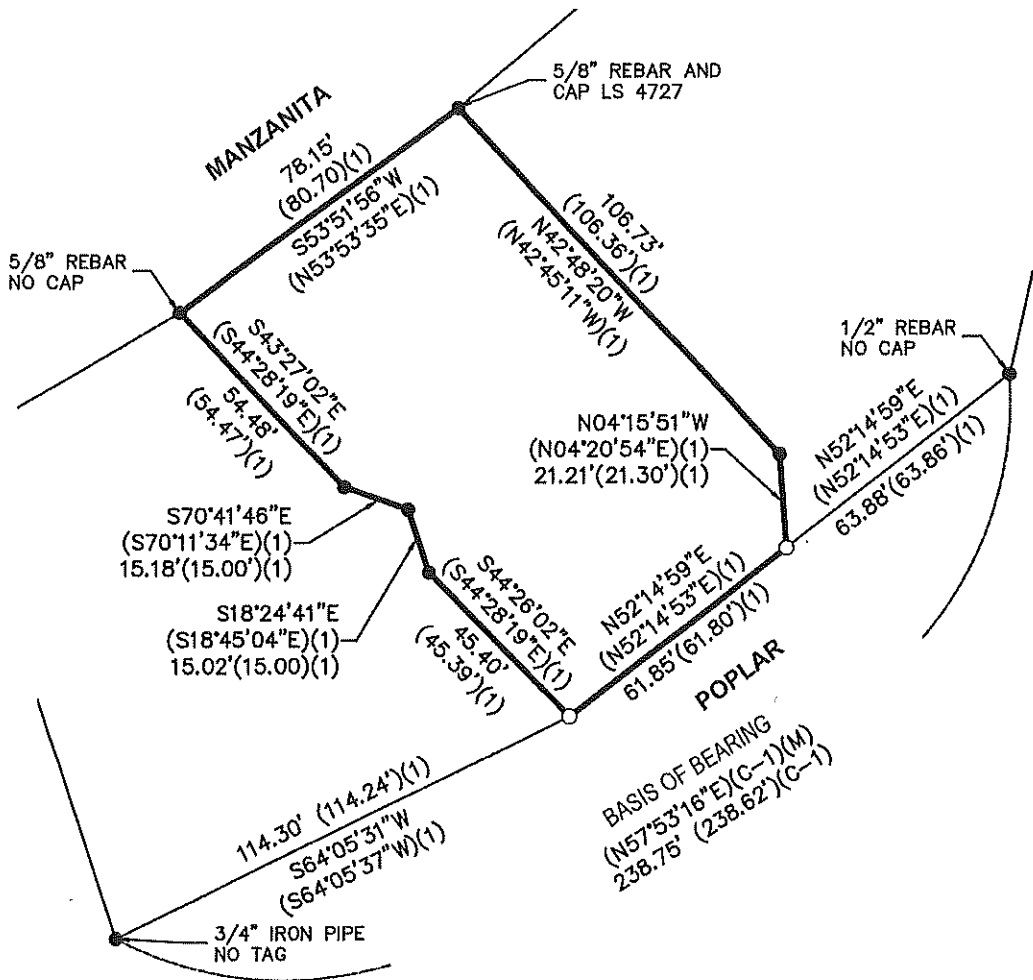 5/8" REBAR AND
CAP LS 4727
MANZANITA
78.15'
(80.70)(1)
S53°51'56"W
(N53°53'35"E)(1)
106.73'
(106.36')(1)
N42°48'20"W
(N42°45'11"W)(1)
5/8" REBAR
NO CAP
1/2" REBAR
NO CAP
S43°27'02"E
(S44°28'19"E)(1)
54.48'
(54.47')(1)
N04°15'51"W
(N04°20'54"E)(1)
21.21'(21.30')(1)
N52°14'59"E
(N52°14'53"E)(1)
63.88'(63.86')(1)
S70°41'46"E
(S70°11'34"E)(1)
15.18'(15.00')(1)
S18°24'41"E
(S18°45'04"E)(1)
15.02'(15.00)(1)
S44°26'02"E
(S44°28'19"E)(1)
45.40'
(45.39')(1)
N52°14'59"E
(N52°14'53"E)(1)
61.85'(61.80')(1)
POPLAR
BASIS OF BEARING
(N57°53'16"E)(C-1)(M)
238.75' (238.62')(C-1)
114.30' (114.24')(1)
S64°05'31"W
(S64°05'37"W)(1)
3/4" IRON PIPE
NO TAG